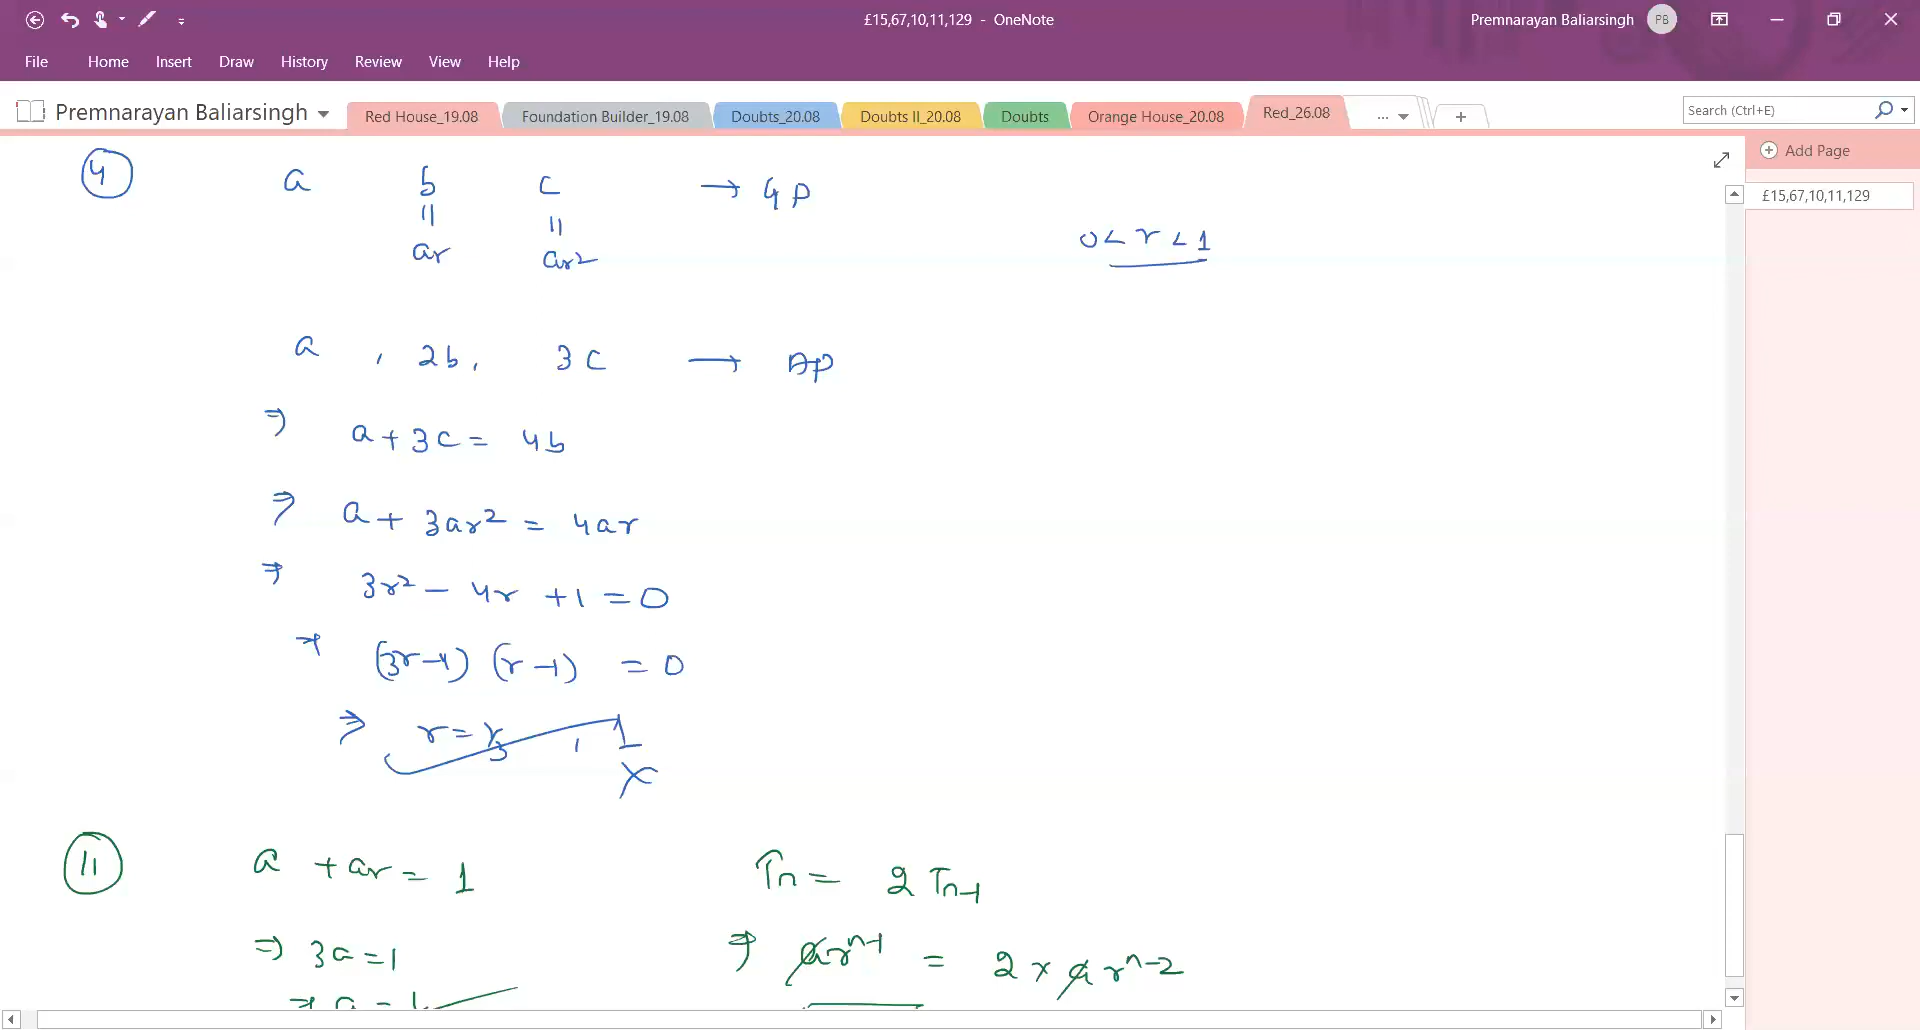 £15,67,10,11,129 - OneNote
Premnarayan Baliarsingh PB
File Home Insert Draw History Review View Help
Premnarayan Baliarsingh
Red House_19.08 Foundation Builder_19.08 Doubts_20.08 Doubts II_20.08 Doubts Orange House_20.08 Red_26.08 ... +
Search (Ctrl+E)
Add Page
£15,67,10,11,129
4 a b c → GP
= =
ar ar²
0 < r < 1
a , 2b, 3c → AP
⇒ a + 3c = 4b
⇒ a + 3ar² = 4ar
⇒ 3r² - 4r + 1 = 0
⇒ (3r-1) (r-1) = 0
⇒ r = 1/3 , 1
×
11 a + ar = 1 Tn = 2 Tn-1
⇒ 3a = 1 ⇒ ar^n-1 = 2 × ar^n-2